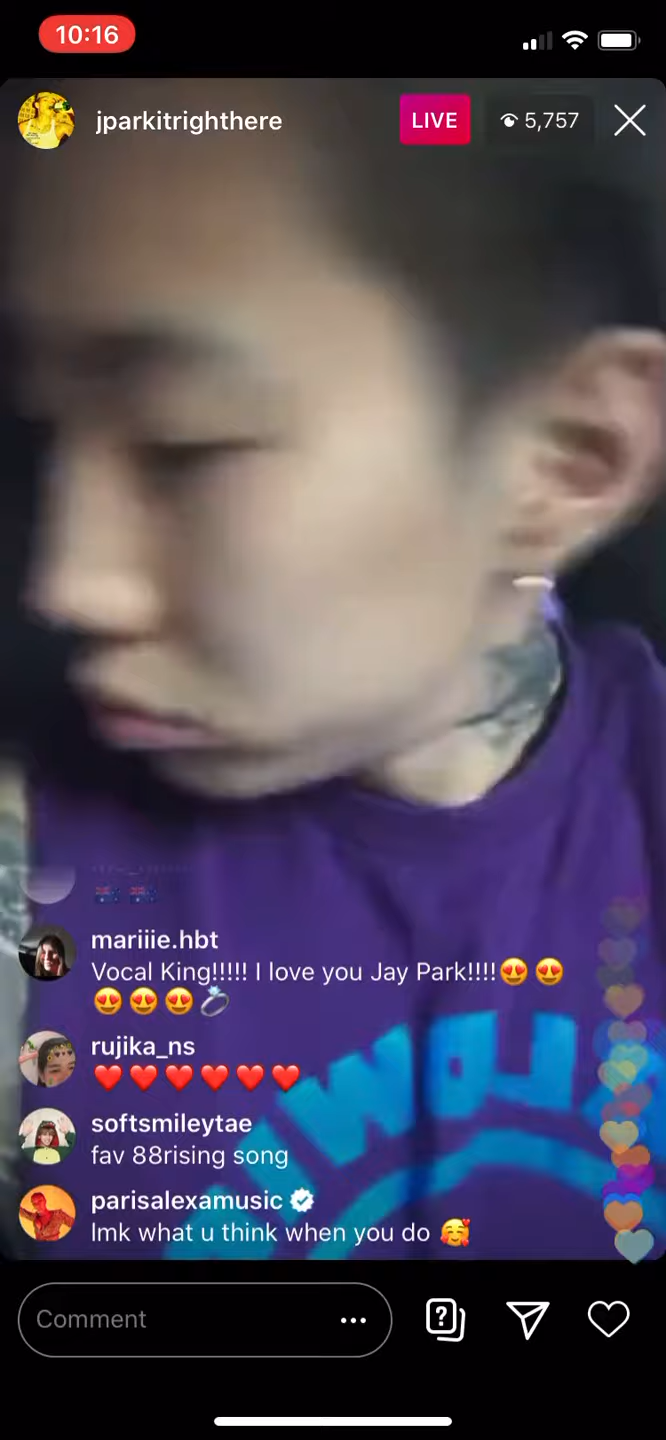 10:16
jparkitrighthere
LIVE
5,757
mariiie.hbt
Vocal King!!!!! I love you Jay Park!!!!😍😍
😍😍😍💍
rujika_ns
❤️❤️❤️❤️❤️❤️
softsmileytae
fav 88rising song
parisalexamusic
lmk what u think when you do 🥰
Comment